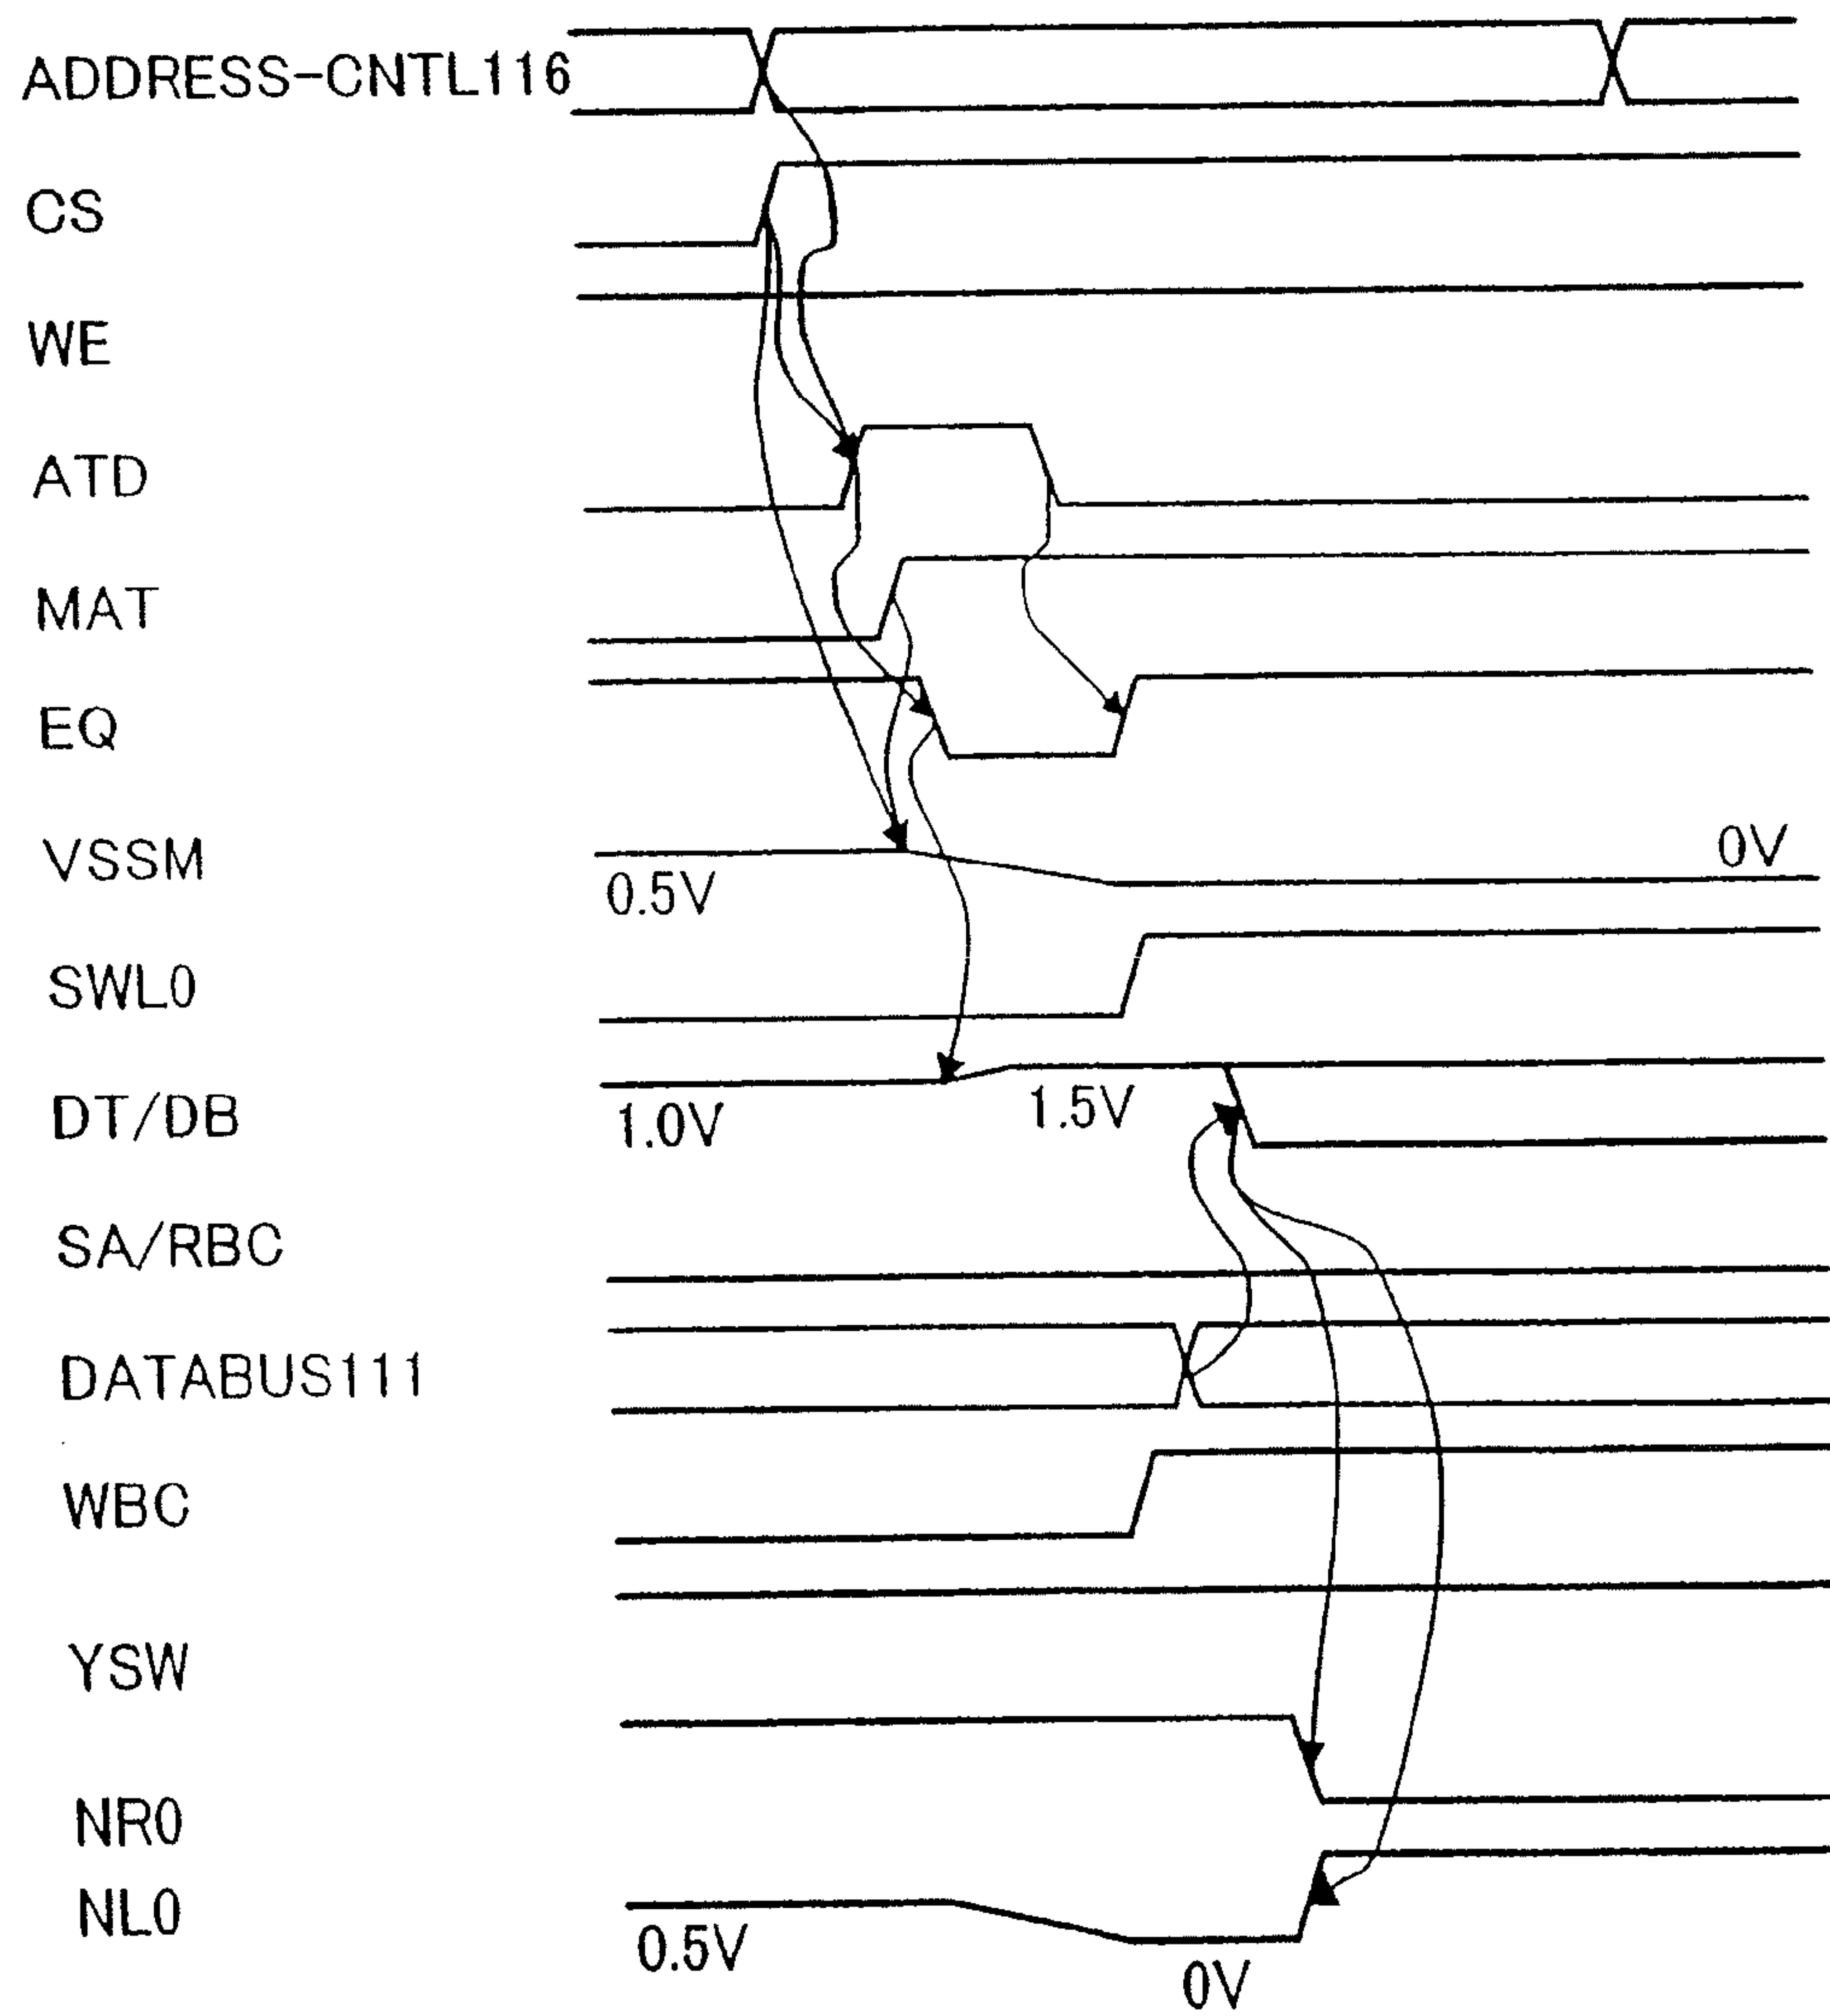 ADDRESS-CNTL116
CS
WE
ATD
MAT
EQ
VSSM
0.5V
0V
SWL0
DT/DB
1.0V
1.5V
SA/RBC
DATABUS111
WBC
YSW
NR0
NL0
0.5V
0V